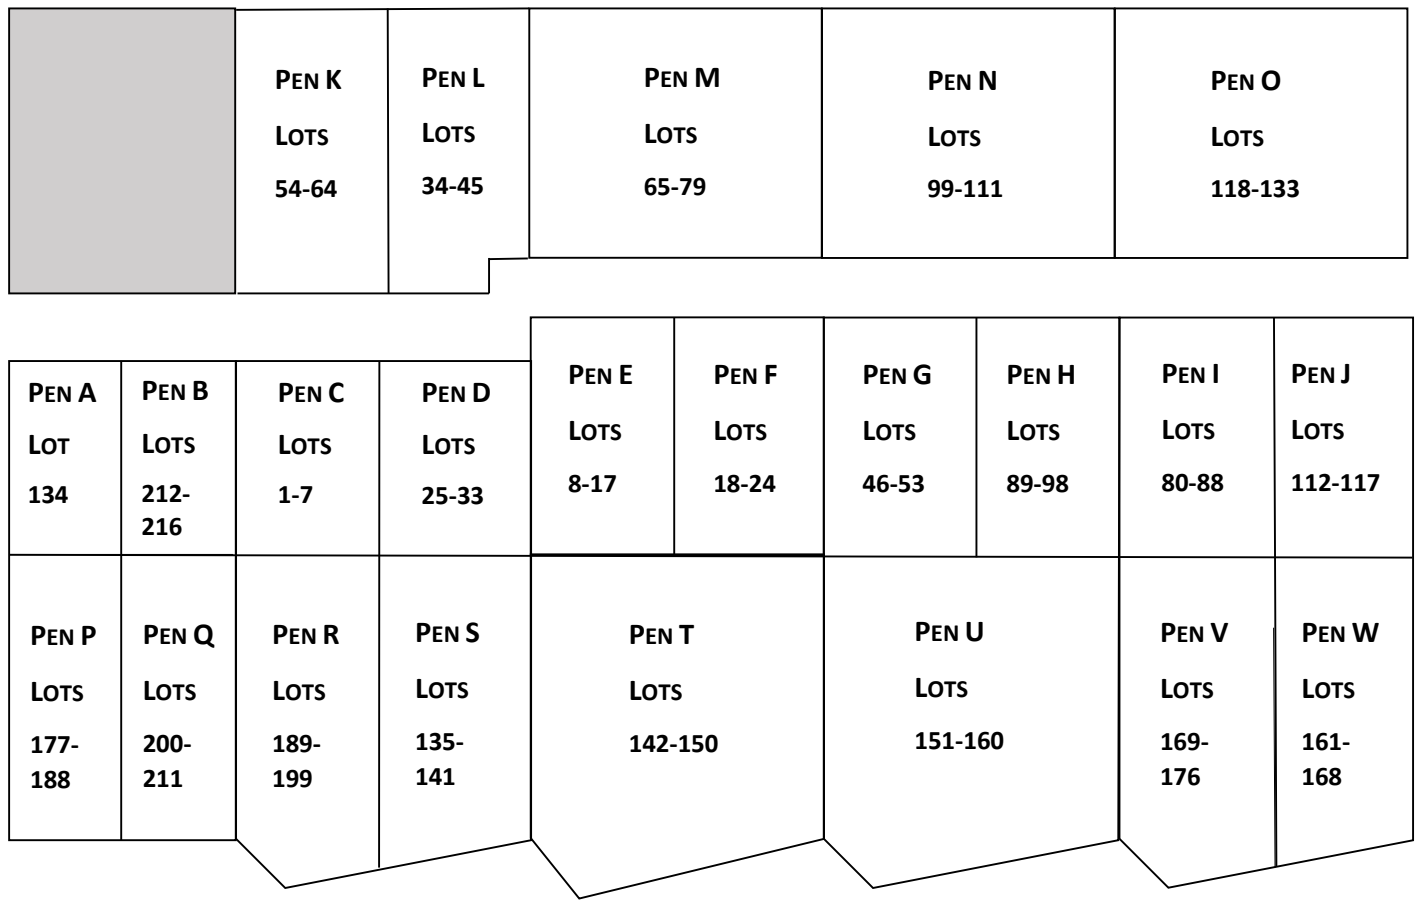 PEN K
LOTS
54-64
PEN L
LOTS
34-45
PEN M
LOTS
65-79
PEN N
LOTS
99-111
PEN O
LOTS
118-133
PEN A
LOT
134
PEN B
LOTS
212-
216
PEN C
LOTS
1-7
PEN D
LOTS
25-33
PEN E
LOTS
8-17
PEN F
LOTS
18-24
PEN G
LOTS
46-53
PEN H
LOTS
89-98
PEN I
LOTS
80-88
PEN J
LOTS
112-117
PEN P
LOTS
177-
188
PEN Q
LOTS
200-
211
PEN R
LOTS
189-
199
PEN S
LOTS
135-
141
PEN T
LOTS
142-150
PEN U
LOTS
151-160
PEN V
LOTS
169-
176
PEN W
LOTS
161-
168